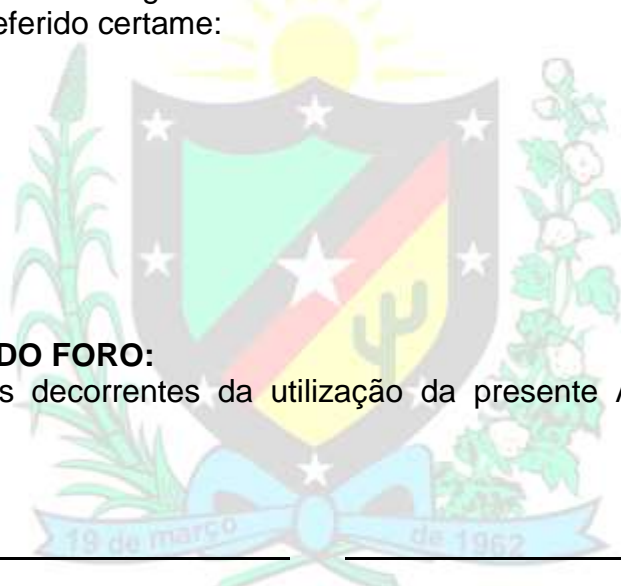 eferido certame:
DO FORO:
s decorrentes da utilização da presente
19 de março de 1962